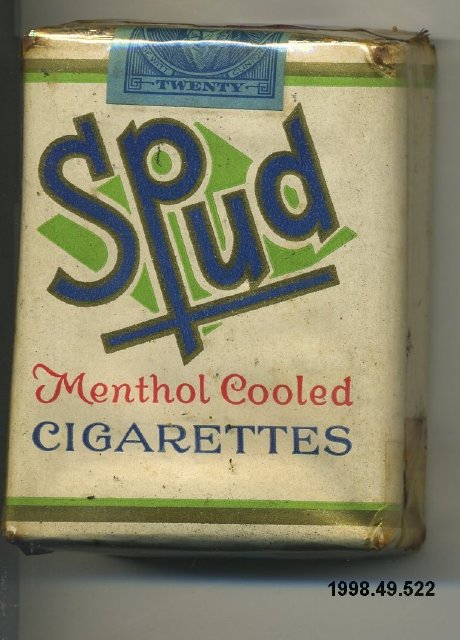 TWENTY
Spud
Menthol Cooled
CIGARETTES
1998.49.522